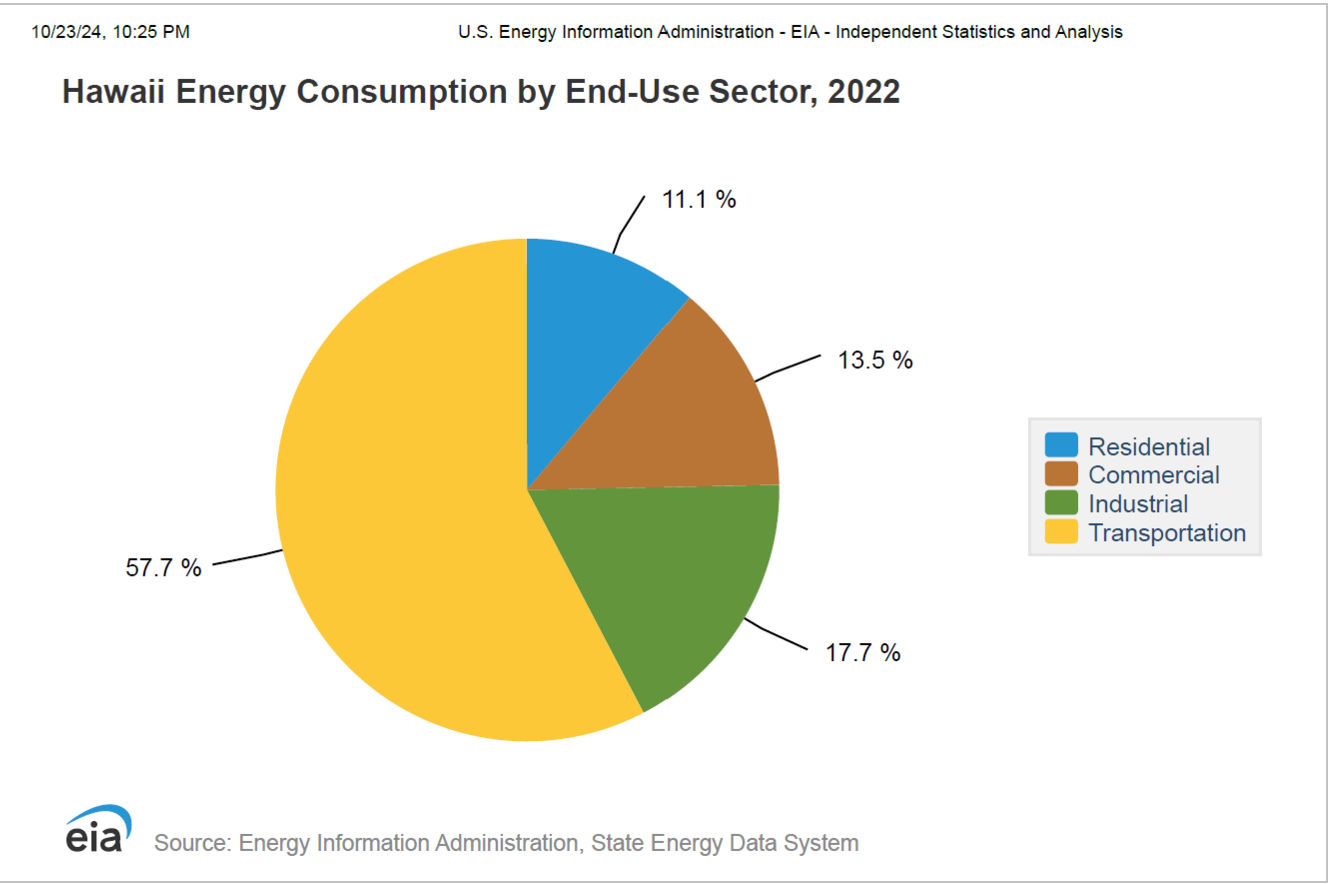 10/23/24, 10:25 PM
U.S. Energy Information Administration - EIA - Independent Statistics and Analysis
Hawaii Energy Consumption by End-Use Sector, 2022
11.1 %
13.5 %
57.7 %
17.7 %
Residential
Commercial
Industrial
Transportation
eia
Source: Energy Information Administration, State Energy Data System